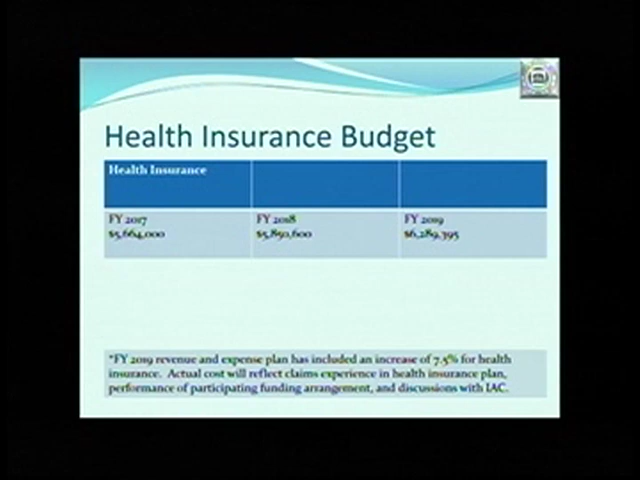 Health Insurance Budget
Health Insurance
FY 2017
$5,664,000
FY 2018
$5,850,600
FY 2019
$6,289,395
*FY 2019 revenue and expense plan has included an increase of 7.5% for health
insurance. Actual cost will reflect claims experience in health insurance plan,
performance of participating funding arrangement, and discussions with IAC.